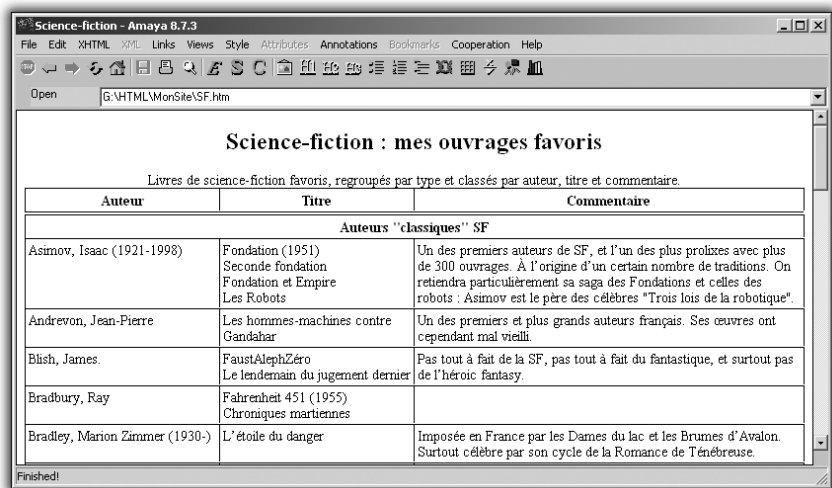 Science-fiction - Amaya 8.7.3
File Edit XHTML XML Links Views Style Attributes Annotations Bookmarks Cooperation Help
Open G:\HTML\MonSite\SF.htm
Science-fiction : mes ouvrages favoris
Livres de science-fiction favoris, regroupés par type et classés par auteur, titre et commentaire.
Auteur Titre Commentaire
Auteurs "classiques" SF
Asimov, Isaac (1921-1998) Fondation (1951) Un des premiers auteurs de SF, et l'un des plus prolixes avec plus
Seconde fondation de 300 ouvrages. À l'origine d'un certain nombre de traditions. On
Fondation et Empire retiendra particulièrement sa saga des Fondations et celles des
Les Robots robots : Asimov est le père des célèbres "Trois lois de la robotique".
Andrevon, Jean-Pierre Les hommes-machines contre Un des premiers et plus grands auteurs français. Ses œuvres ont
Gandahar cependant mal vieilli.
Blish, James. FaustAlephZéro Pas tout à fait de la SF, pas tout à fait du fantastique, et surtout pas
Le lendemain du jugement dernier de l'héroic fantasy.
Bradbury, Ray Fahrenheit 451 (1955)
Chroniques martiennes
Bradley, Marion Zimmer (1930-) L'étoile du danger Imposée en France par les Dames du lac et les Brumes d'Avalon.
Surtout célèbre par son cycle de la Romance de Ténébreuse.
Finished!